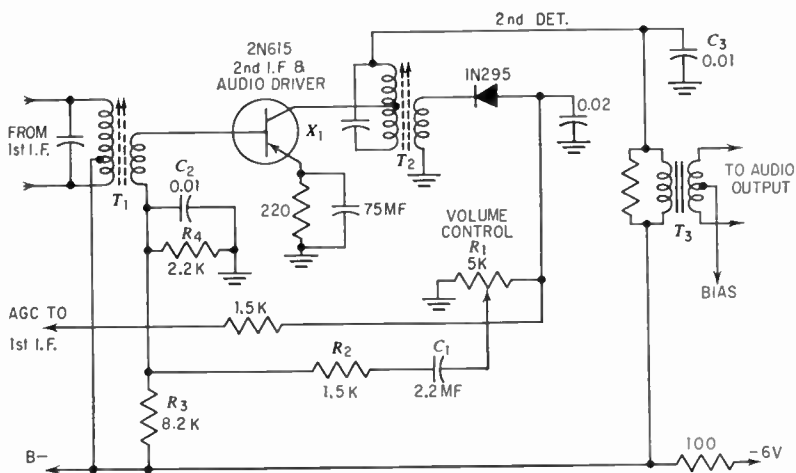 2nd DET.
C3
0.01
2N615
2nd I.F &
AUDIO DRIVER
1N295
0.02
FROM
1st I.F.
X1
T1
T2
C2
0.01
220
75MF
R4
2.2K
VOLUME
CONTROL
R1
5K
TO AUDIO
OUTPUT
T3
BIAS
AGC TO
1st I.F.
1.5K
R2
1.5K
C1
2.2MF
R3
8.2K
B-
100
-6V